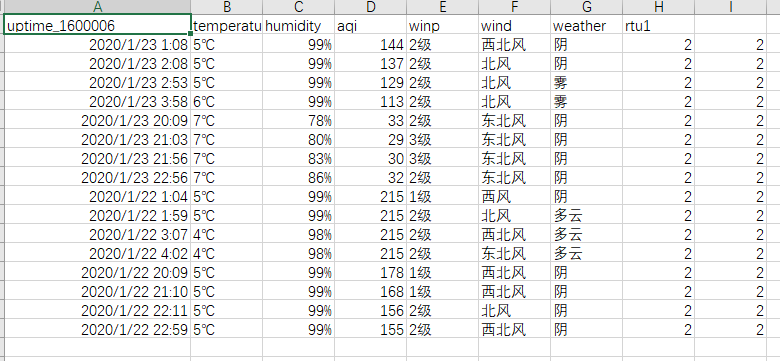 A B C D E F G H I
uptime_1600006 temperatu humidity aqi winp wind weather rtu1
2020/1/23 1:08 5℃ 99% 144 2级 西北风 阴 2 2
2020/1/23 2:08 5℃ 99% 137 2级 北风 阴 2 2
2020/1/23 2:53 5℃ 99% 129 2级 北风 雾 2 2
2020/1/23 3:58 6℃ 99% 113 2级 北风 雾 2 2
2020/1/23 20:09 7℃ 78% 33 2级 东北风 阴 2 2
2020/1/23 21:03 7℃ 80% 29 3级 东北风 阴 2 2
2020/1/23 21:56 7℃ 83% 30 3级 东北风 阴 2 2
2020/1/23 22:56 7℃ 86% 32 2级 东北风 阴 2 2
2020/1/22 1:04 5℃ 99% 215 1级 西风 阴 2 2
2020/1/22 1:59 5℃ 99% 215 2级 北风 多云 2 2
2020/1/22 3:07 4℃ 98% 215 2级 西北风 多云 2 2
2020/1/22 4:02 4℃ 98% 215 2级 东北风 多云 2 2
2020/1/22 20:09 5℃ 99% 178 1级 西北风 阴 2 2
2020/1/22 21:10 5℃ 99% 168 1级 西北风 阴 2 2
2020/1/22 22:11 5℃ 99% 156 2级 北风 阴 2 2
2020/1/22 22:59 5℃ 99% 155 2级 西北风 阴 2 2